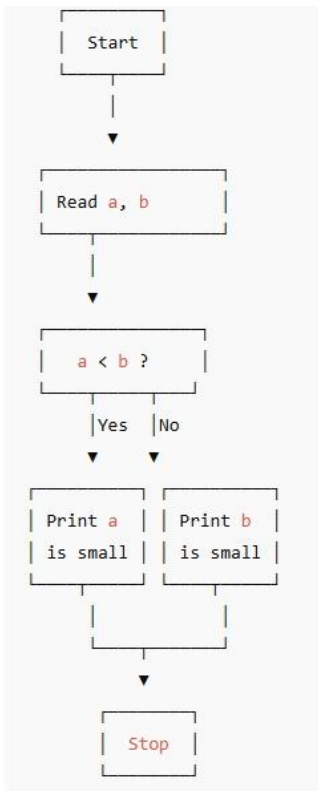 Start
Read a, b
a < b ?
Yes No
Print a Print b
is small is small
Stop